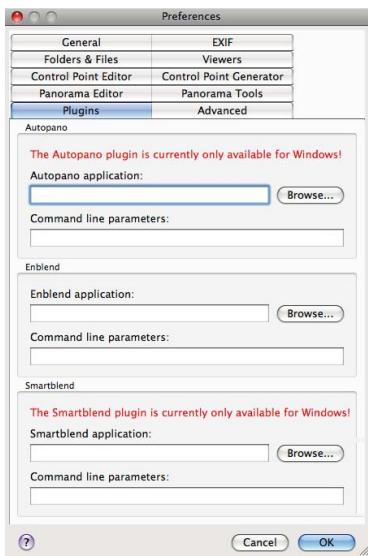 Preferences
General
EXIF
Folders & Files
Viewers
Control Point Editor
Control Point Generator
Panorama Editor
Panorama Tools
Plugins
Advanced
Autopano
The Autopano plugin is currently only available for Windows!
Autopano application:
Browse...
Command line parameters:
Enblend
Enblend application:
Browse...
Command line parameters:
Smartblend
The Smartblend plugin is currently only available for Windows!
Smartblend application:
Browse...
Command line parameters:
?
Cancel
OK